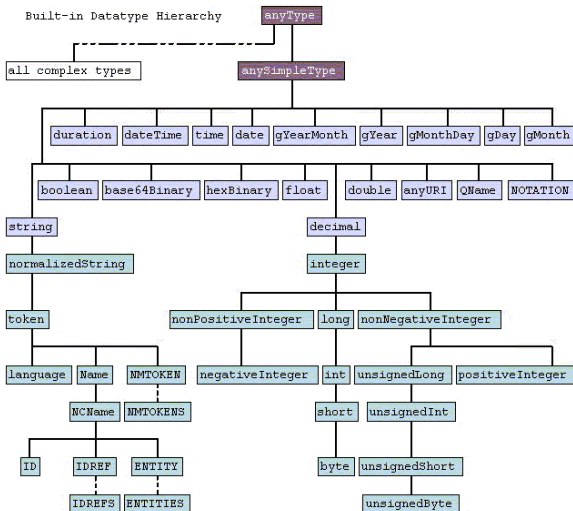 Built-in Datatype Hierarchy anyType
all complex types anySimpleType
duration dateTime time date gYearMonth gYear gMonthDay gDay gMonth
boolean base64Binary hexBinary float double anyURI QName NOTATION
string decimal
normalizedString integer
token nonPositiveInteger long nonNegativeInteger
language Name NMTOKEN negativeInteger int unsignedLong positiveInteger
NCName NMTOKENS short unsignedInt
ID IDREF ENTITY byte unsignedShort
IDREFS ENTITIES unsignedByte